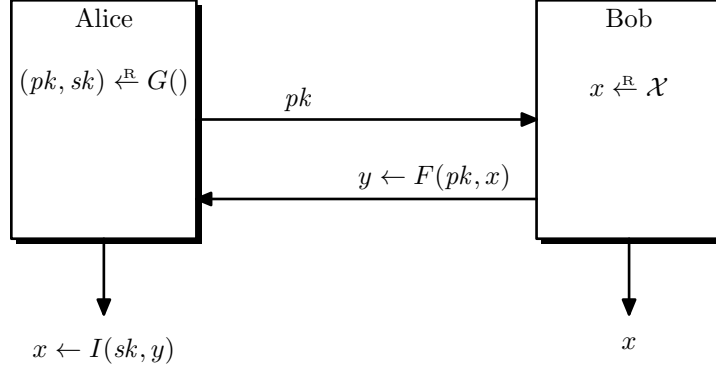 Alice
Bob
(pk, sk) ←ᴿ G()
x ←ᴿ 𝒳
pk
y ← F(pk, x)
x ← I(sk, y)
x